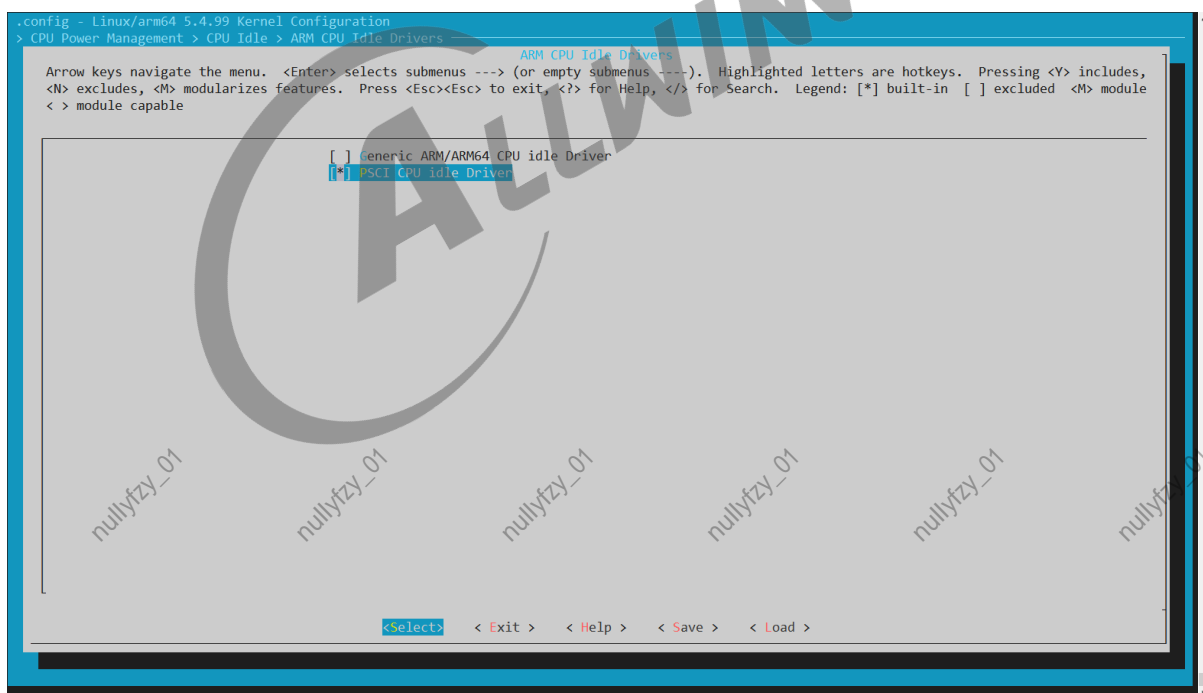 .config - Linux/arm64 5.4.99 Kernel Configuration
> CPU Power Management > CPU Idle > ARM CPU Idle Drivers
ARM CPU Idle Drivers
Arrow keys navigate the menu.  <Enter> selects submenus ---> (or empty submenus ----).  Highlighted letters are hotkeys.  Pressing <Y> includes,
<N> excludes, <M> modularizes features.  Press <Esc><Esc> to exit, <?> for Help, </> for Search.  Legend: [*] built-in  [ ] excluded  <M> module
< > module capable
[ ] Generic ARM/ARM64 CPU idle Driver
[*] PSCI CPU idle Driver
<Select>    < Exit >    < Help >    < Save >    < Load >
ALLWIN
nullyfzy_01 nullyfzy_01 nullyfzy_01 nullyfzy_01 nullyfzy_01 nullyfzy_01